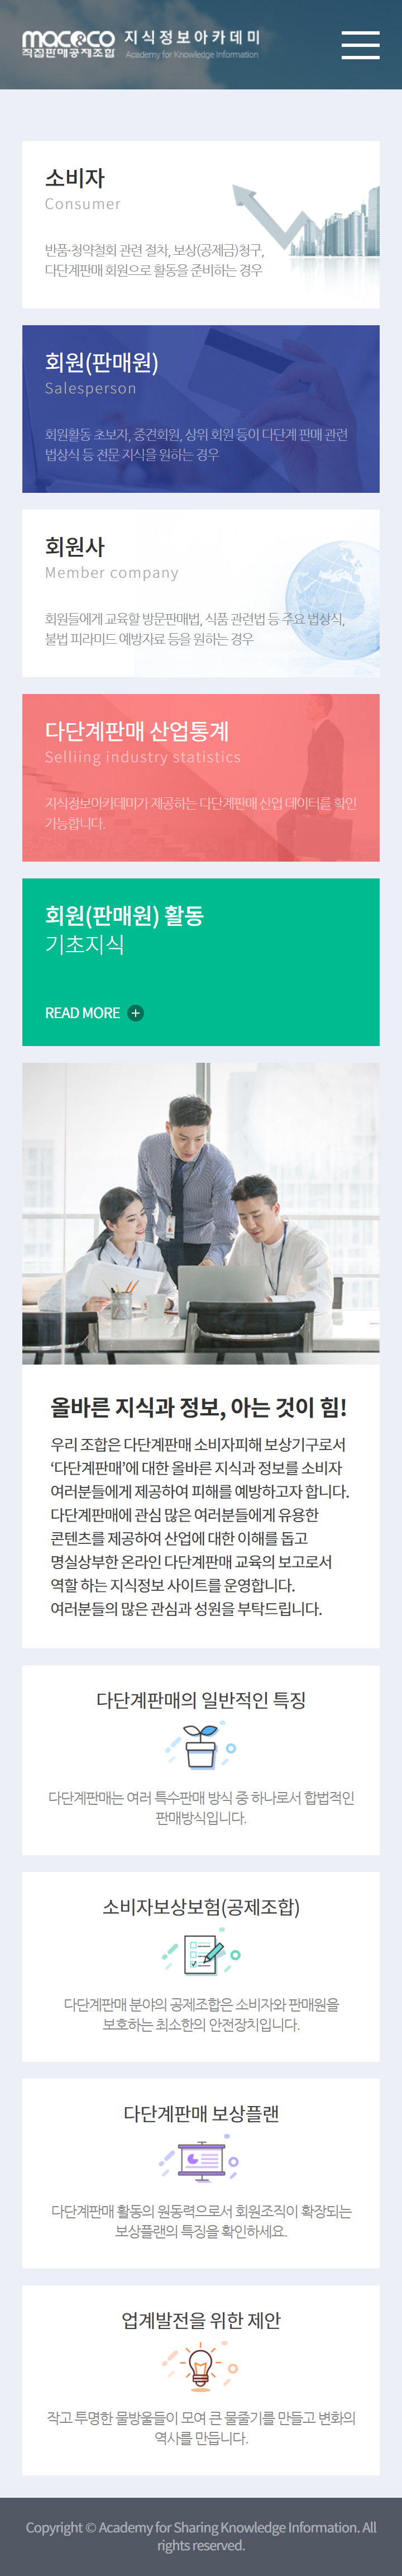 maco&co 지식정보아카데미
직접판매공제조합 Academy for Knowledge Information
소비자
Consumer
반품·청약철회 관련 절차, 보상(공제금)청구,
다단계판매 회원으로 활동을 준비하는 경우
회원(판매원)
Salesperson
회원활동 초보자, 중견회원, 상위 회원 등이 다단계 판매 관련
법상식 등 전문 지식을 원하는 경우
회원사
Member company
회원들에게 교육할 방문판매법, 식품 관련법 등 주요 법상식,
불법 피라미드 예방자료 등을 원하는 경우
다단계판매 산업통계
Selliing industry statistics
지식정보아카데미가 제공하는 다단계판매 산업 데이터를 확인
가능합니다.
회원(판매원) 활동
기초지식
READ MORE
올바른 지식과 정보, 아는 것이 힘!
우리 조합은 다단계판매 소비자피해 보상기구로서
‘다단계판매’에 대한 올바른 지식과 정보를 소비자
여러분들에게 제공하여 피해를 예방하고자 합니다.
다단계판매에 관심 많은 여러분들에게 유용한
콘텐츠를 제공하여 산업에 대한 이해를 돕고
명실상부한 온라인 다단계판매 교육의 보고로서
역할 하는 지식정보 사이트를 운영합니다.
여러분들의 많은 관심과 성원을 부탁드립니다.
다단계판매의 일반적인 특징
다단계판매는 여러 특수판매 방식 중 하나로서 합법적인
판매방식입니다.
소비자보상보험(공제조합)
다단계판매 분야의 공제조합은 소비자와 판매원을
보호하는 최소한의 안전장치입니다.
다단계판매 보상플랜
다단계판매 활동의 원동력으로서 회원조직이 확장되는
보상플랜의 특징을 확인하세요.
업계발전을 위한 제안
작고 투명한 물방울들이 모여 큰 물줄기를 만들고 변화의
역사를 만듭니다.
Copyright © Academy for Sharing Knowledge Information. All
rights reserved.